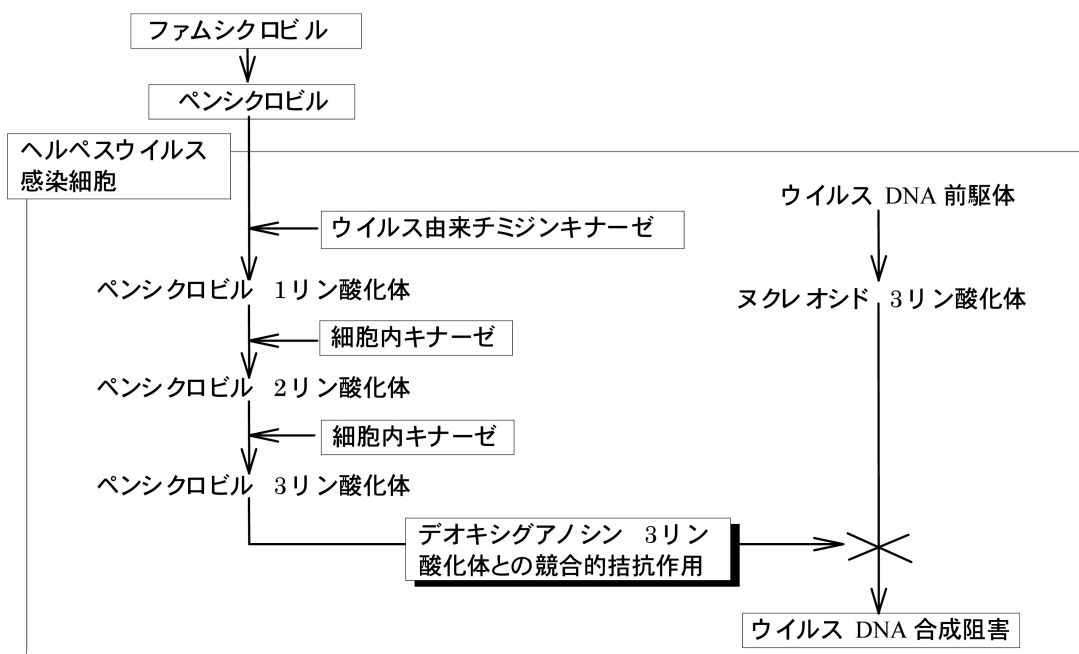 ファムシクロビル
ペンシクロビル
ヘルペスウイルス
感染細胞
ウイルス由来チミジンキナーゼ
ペンシクロビル 1リン酸化体
細胞内キナーゼ
ペンシクロビル 2リン酸化体
細胞内キナーゼ
ペンシクロビル 3リン酸化体
デオキシグアノシン 3リン
酸化体との競合的拮抗作用
ウイルス DNA 前駆体
ヌクレオシド 3リン酸化体
ウイルス DNA 合成阻害